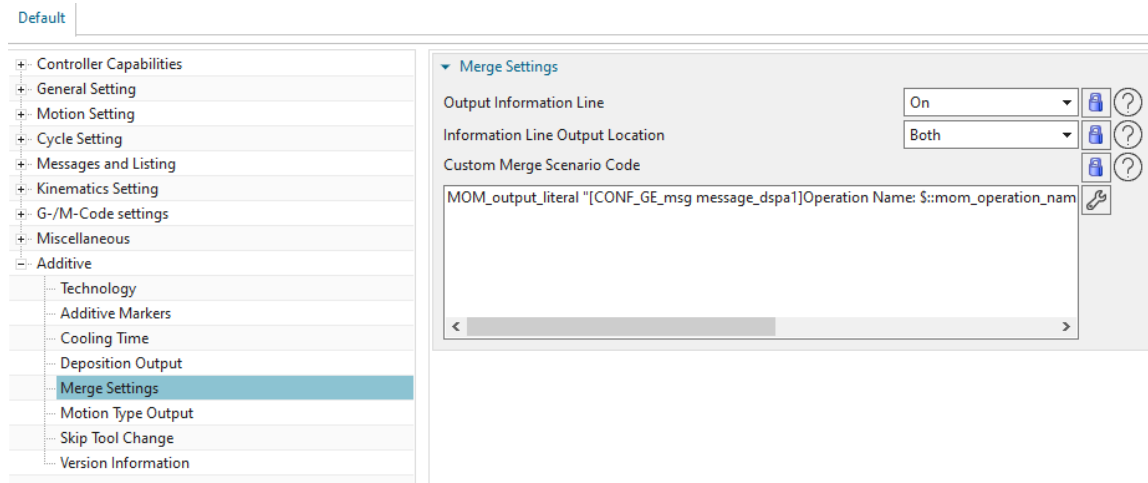 Default
Controller Capabilities
General Setting
Motion Setting
Cycle Setting
Messages and Listing
Kinematics Setting
G-/M-Code settings
Miscellaneous
Additive
Technology
Additive Markers
Cooling Time
Deposition Output
Merge Settings
Motion Type Output
Skip Tool Change
Version Information
Merge Settings
Output Information Line On
Information Line Output Location Both
Custom Merge Scenario Code
MOM_output_literal "[CONF_GE_msg message_dspa1]Operation Name: $::mom_operation_nam